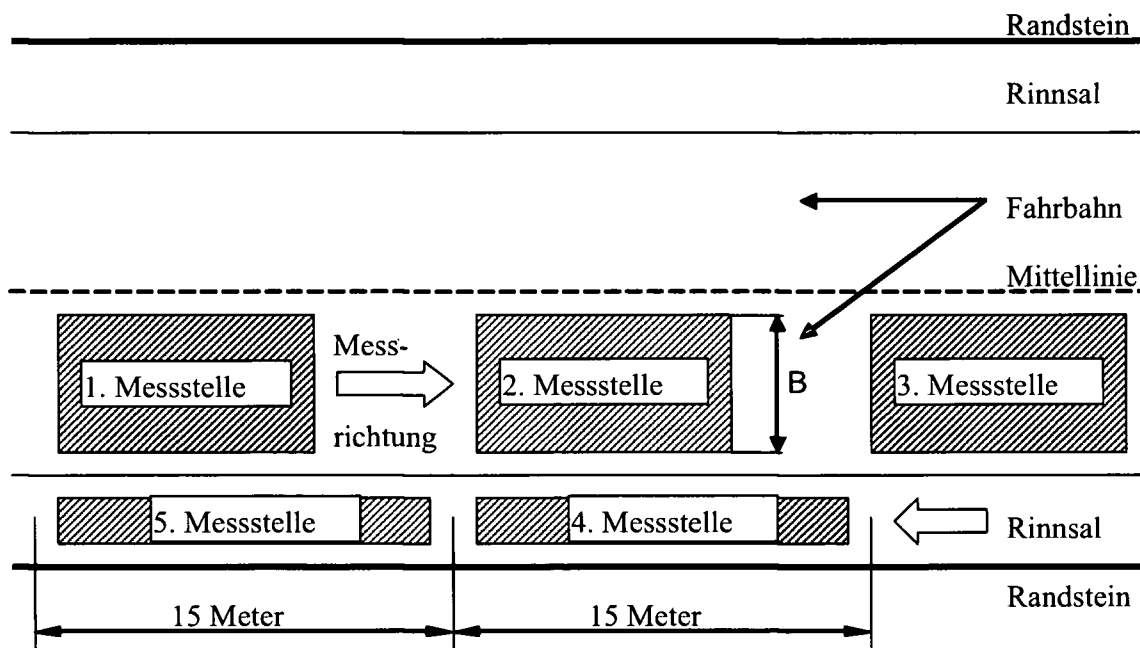 Randstein
Rinnsal
Fahrbahn
Mittellinie
1. Messstelle
Mess-
richtung
2. Messstelle
B
3. Messstelle
5. Messstelle
4. Messstelle
Rinnsal
15 Meter
15 Meter
Randstein